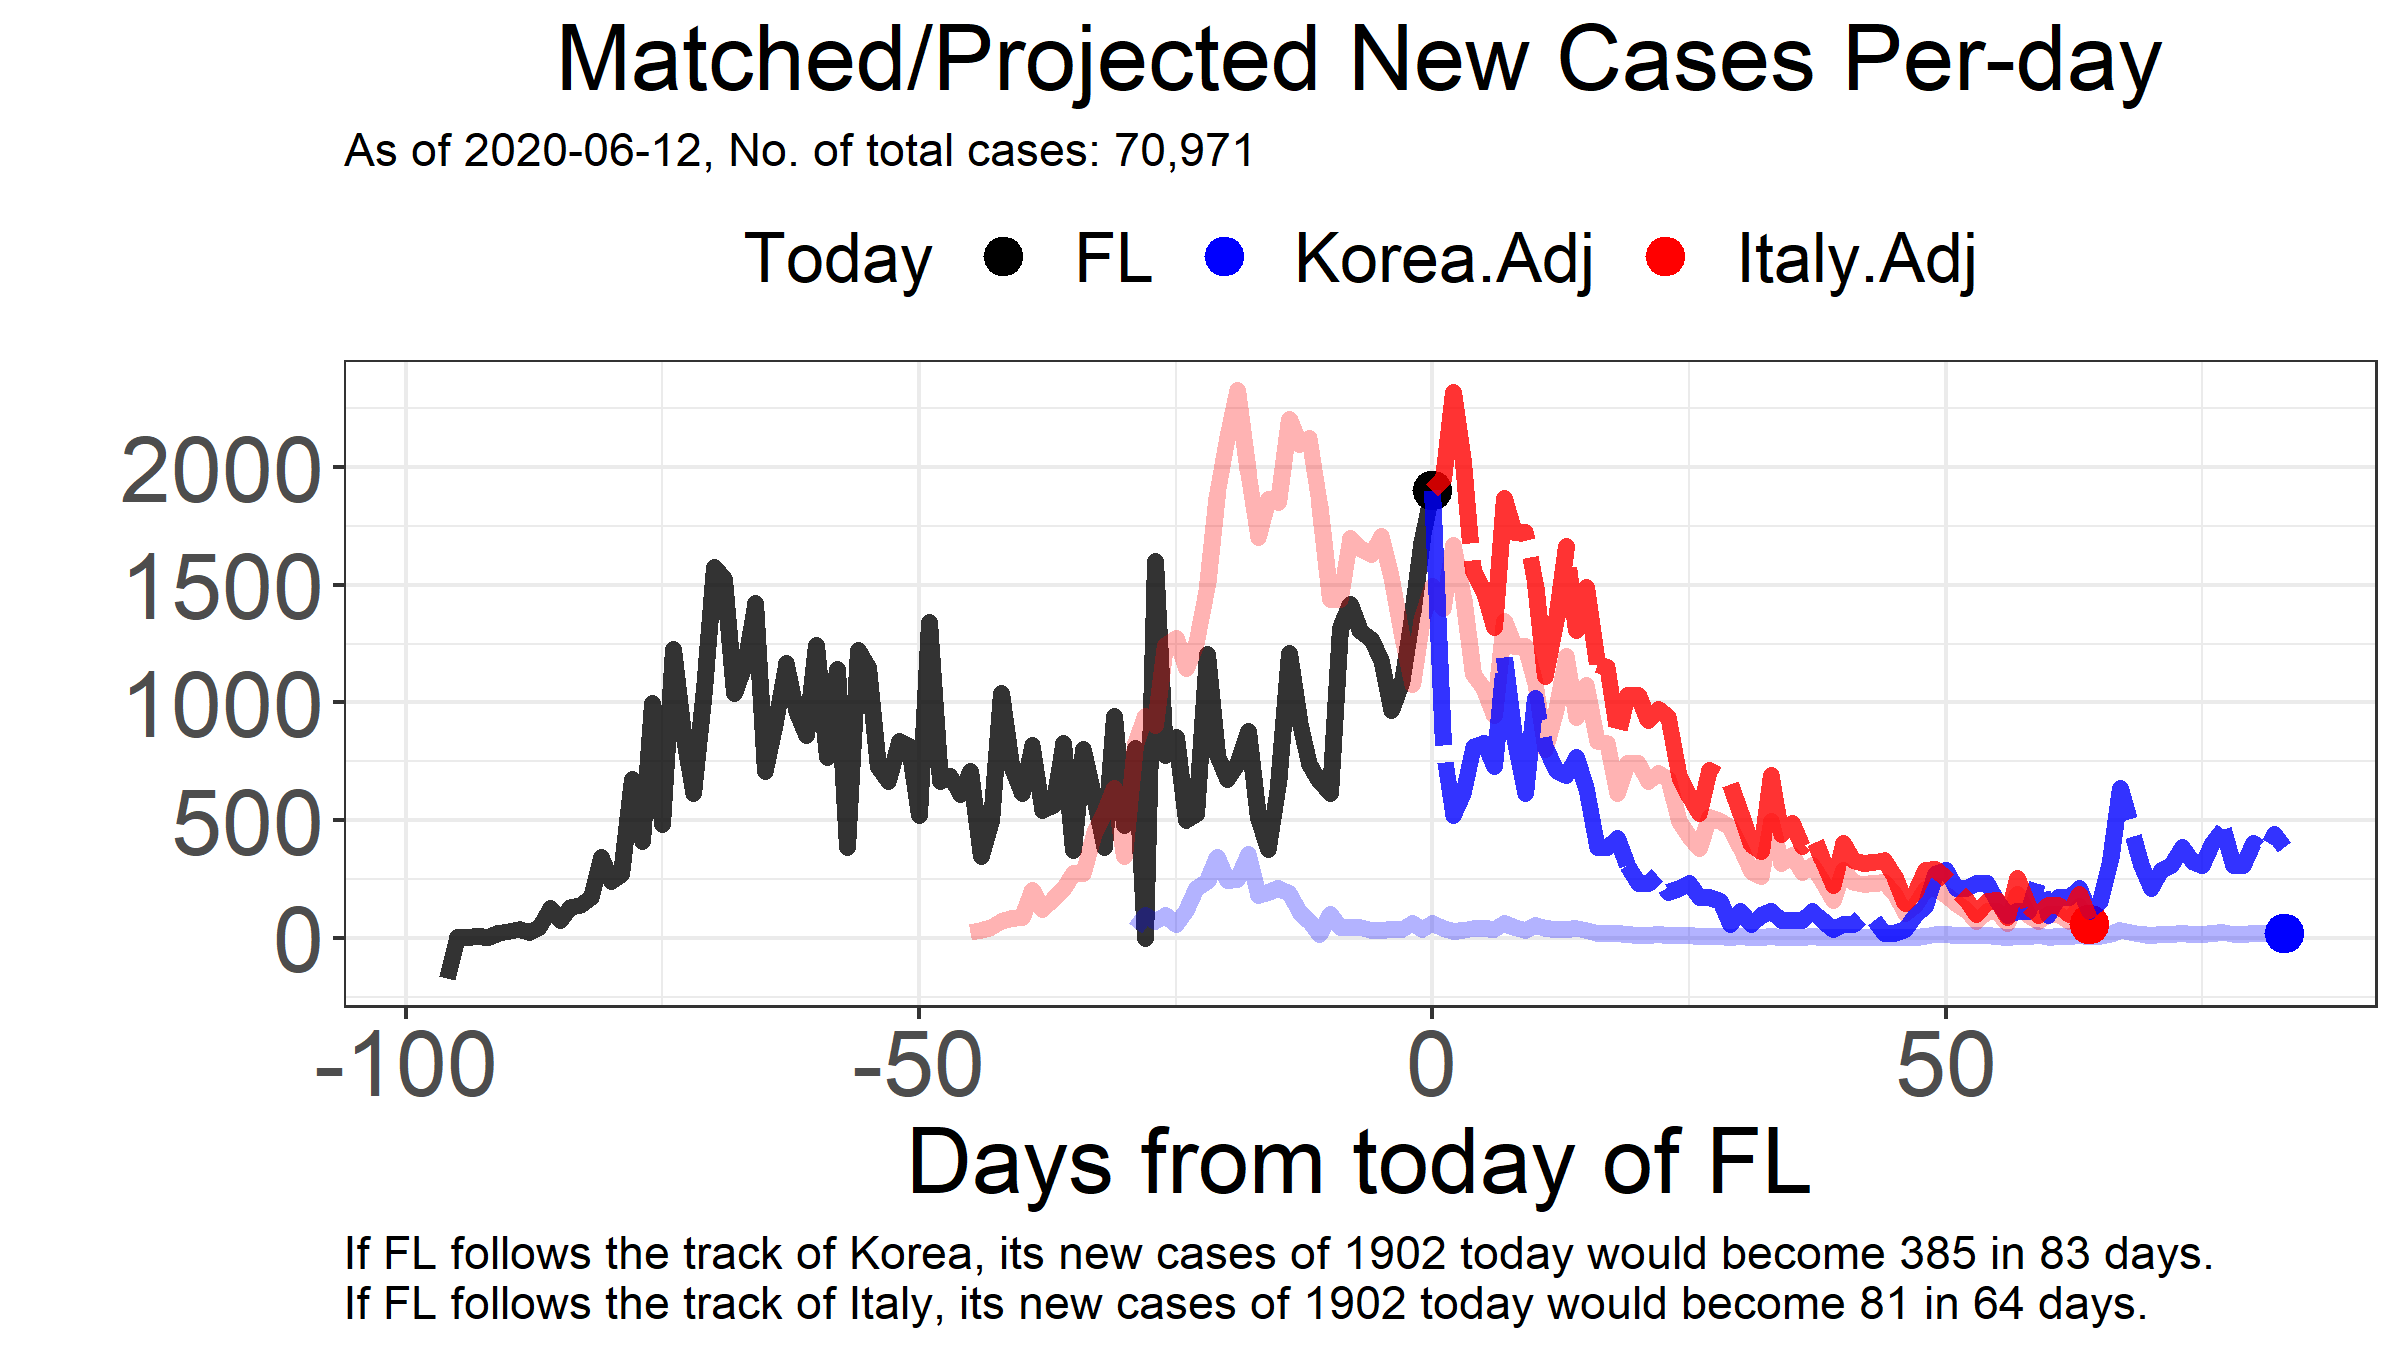 Matched/Projected New Cases Per-day
As of 2020-06-12, No. of total cases: 70,971
Today FL Korea.Adj Italy.Adj
2000
1500
1000
500
0
-100 -50 0 50
Days from today of FL
If FL follows the track of Korea, its new cases of 1902 today would become 385 in 83 days.
If FL follows the track of Italy, its new cases of 1902 today would become 81 in 64 days.